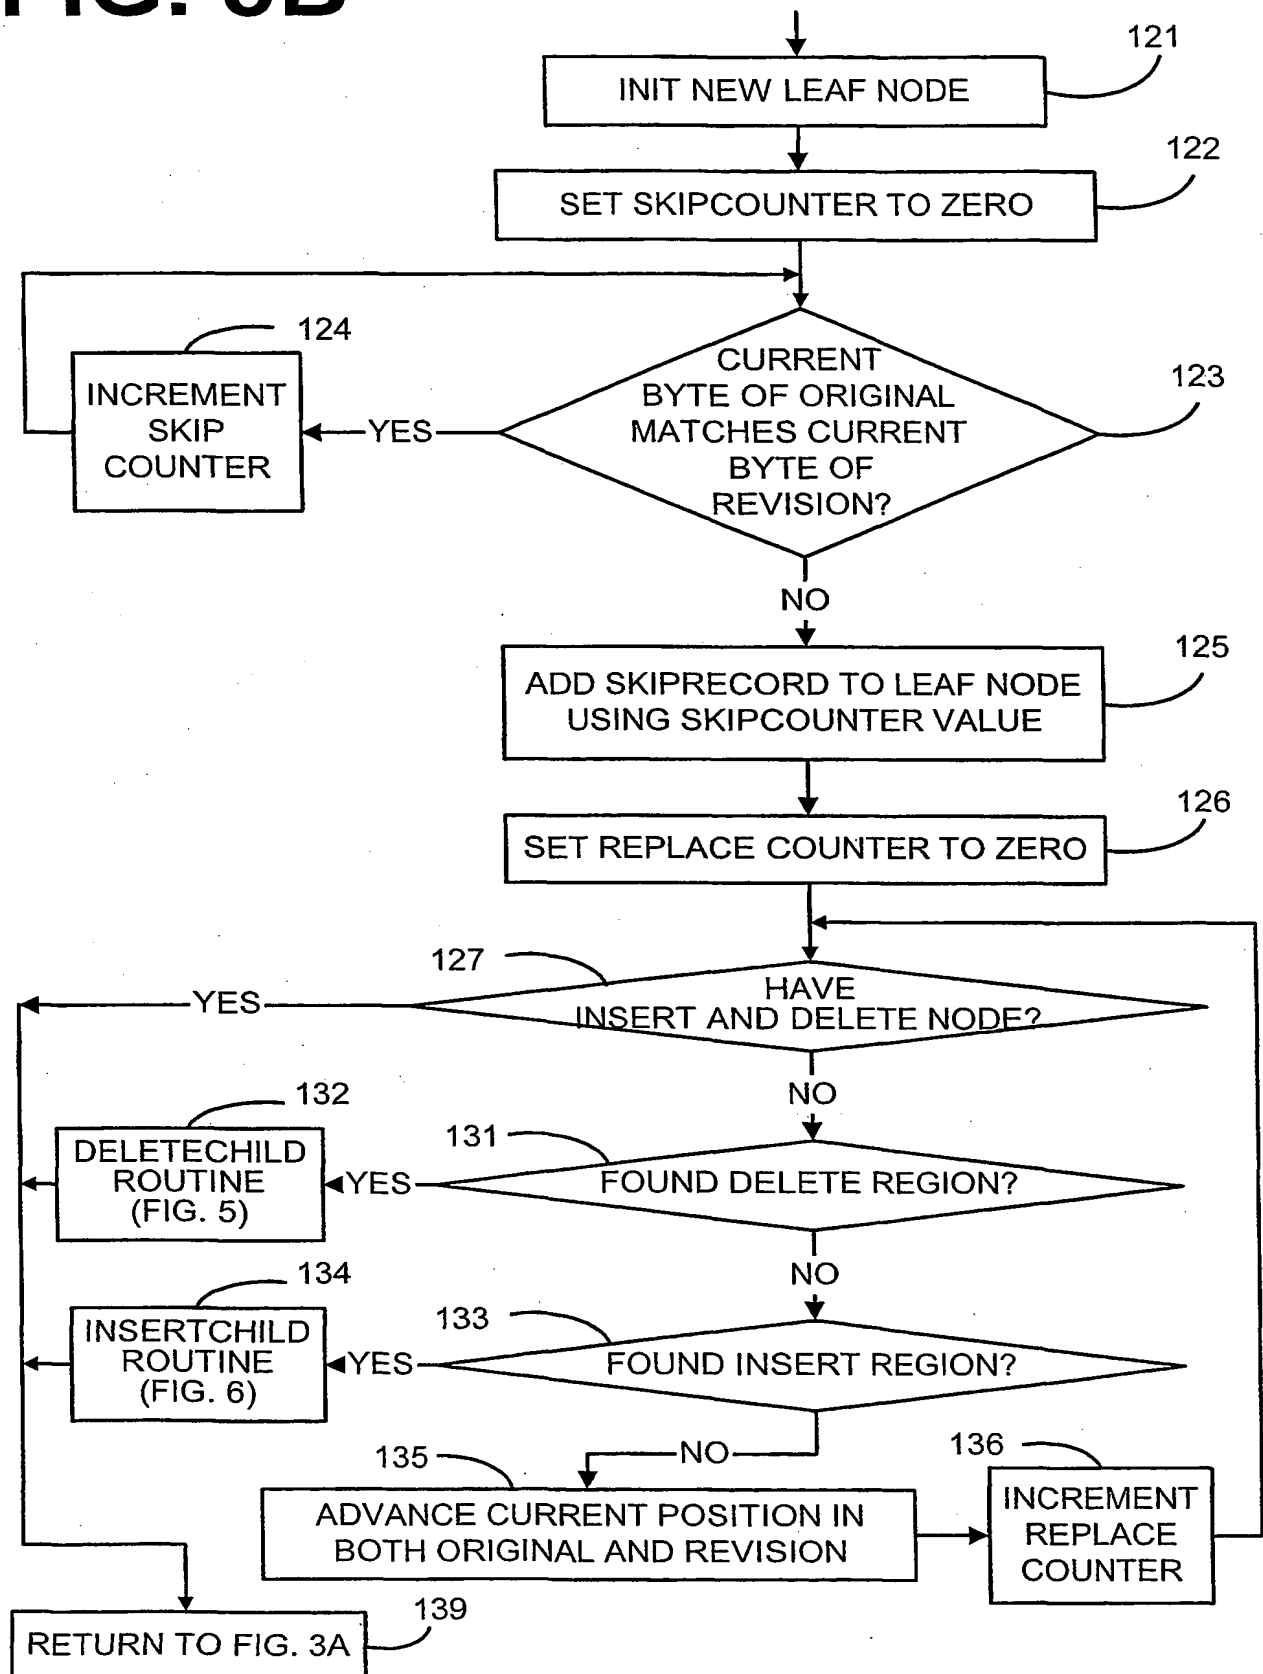 FIG.
121
INIT NEW LEAF NODE
122
SET SKIPCOUNTER TO ZERO
124
INCREMENT
SKIP
COUNTER
YES
CURRENT
BYTE OF ORIGINAL
MATCHES CURRENT
BYTE OF
REVISION?
123
NO
125
ADD SKIPRECORD TO LEAF NODE
USING SKIPCOUNTER VALUE
126
SET REPLACE COUNTER TO ZERO
127
YES
HAVE
INSERT AND DELETE NODE?
NO
132
131
DELETECHILD
ROUTINE
(FIG. 5)
YES
FOUND DELETE REGION?
NO
134
133
INSERTCHILD
ROUTINE
(FIG. 6)
YES
FOUND INSERT REGION?
NO
135
136
ADVANCE CURRENT POSITION IN
BOTH ORIGINAL AND REVISION
INCREMENT
REPLACE
COUNTER
139
RETURN TO FIG. 3A